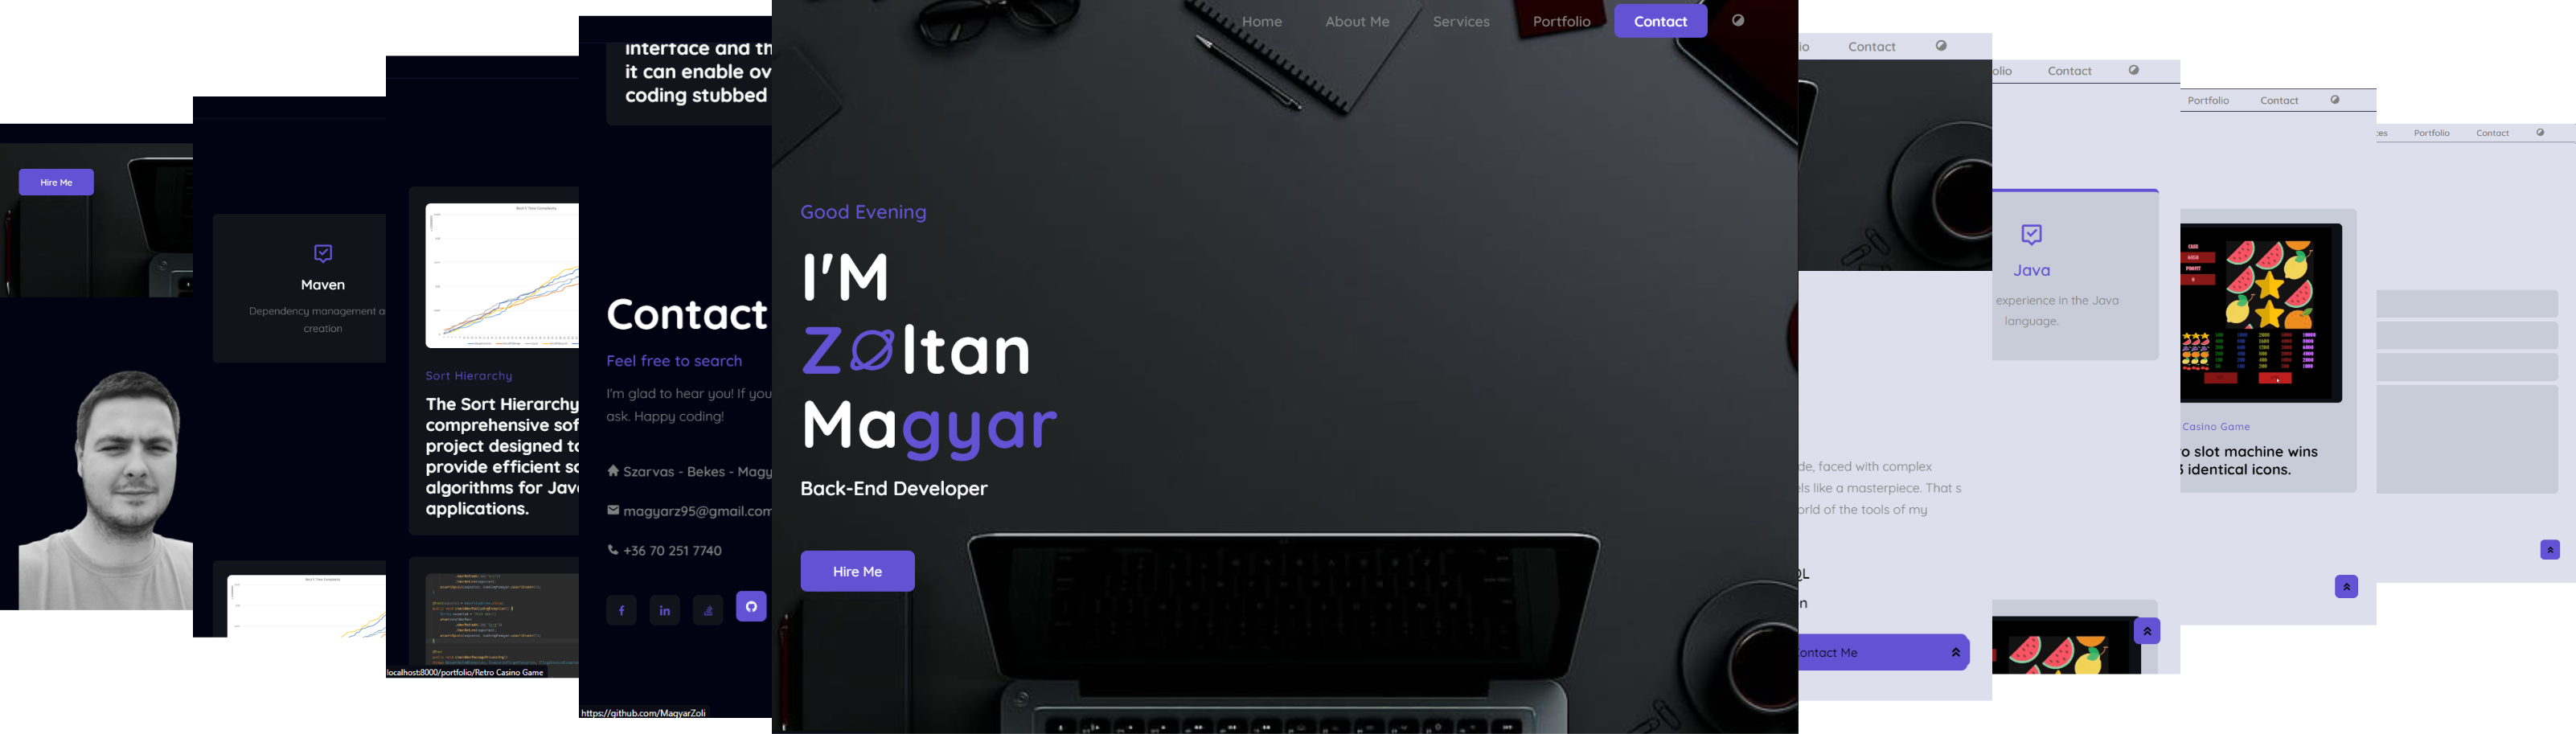 Hire Me
Maven
Dependency management a
creation
Sort Hierarchy
The Sort Hierarchy
comprehensive sof
project designed to
provide efficient so
algorithms for Jav
applications.
localhost:8000/portfolio/Retro Casino Game
interface and th
it can enable ov
coding stubbed
Contact
Feel free to search
I'm glad to hear you! If you
ask. Happy coding!
Szarvas - Bekes - Magy
magyarz95@gmail.com
+36 70 251 7740
https://github.com/MagyarZoli
Home About Me Services Portfolio Contact
Good Evening
I'M
Zoltan
Magyar
Back-End Developer
Hire Me
io Contact
de, faced with complex
els like a masterpiece. That s
orld of the tools of my
QL
n
ontact Me
olio Contact
Java
experience in the Java
language.
Portfolio Contact
Casino Game
o slot machine wins
3 identical icons.
ces Portfolio Contact